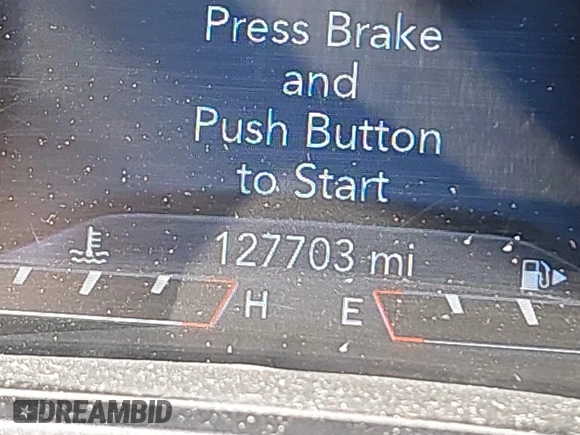 Press Brake
and
Push Button
to Start
127703 mi
H E
DREAMBID